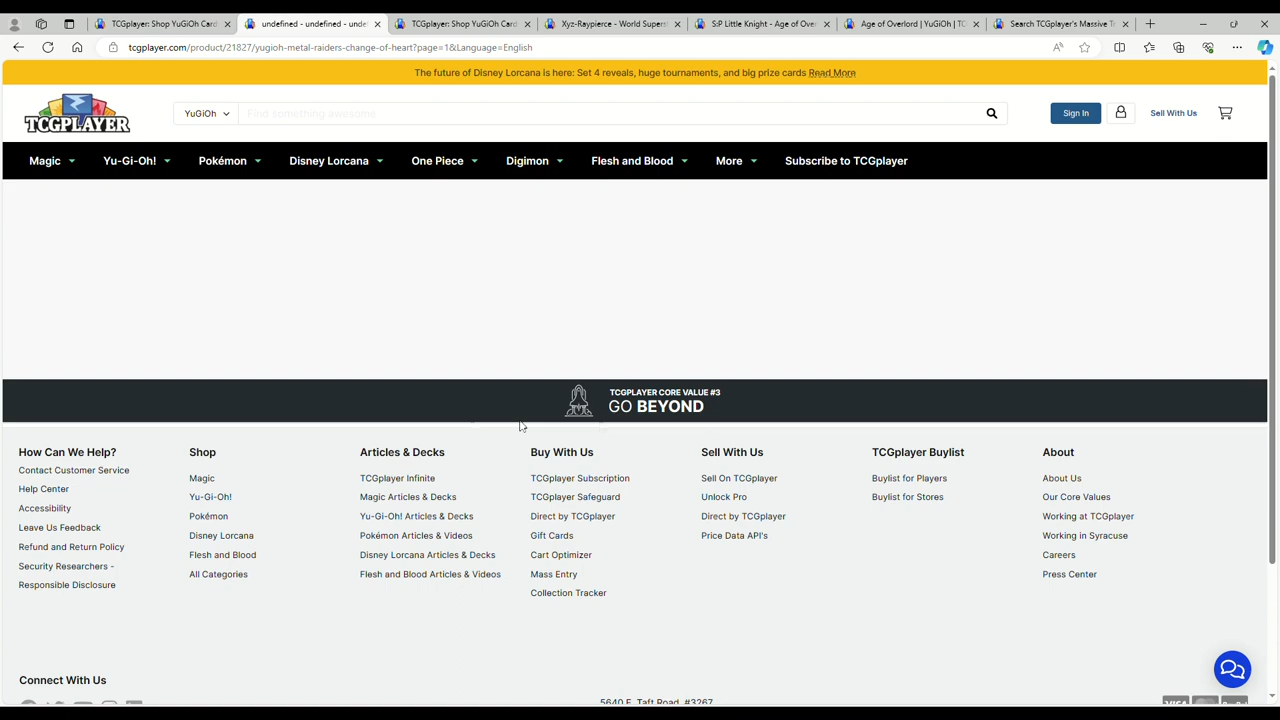 TCGplayer: Shop YuGiOh Card
undefined - undefined - unde
TCGplayer: Shop YuGiOh Card
Xyz-Raypierce - World Supers
S:P Little Knight - Age of Over
Age of Overlord | YuGiOh | TC
Search TCGplayer's Massive Tr
tcgplayer.com/product/21827/yugioh-metal-raiders-change-of-heart?page=1&Language=English
The future of Disney Lorcana is here: Set 4 reveals, huge tournaments, and big prize cards Read More
TCGPLAYER
YuGiOh
Find something awesome
Sign In
Sell With Us
Magic
Yu-Gi-Oh!
Pokémon
Disney Lorcana
One Piece
Digimon
Flesh and Blood
More
Subscribe to TCGplayer
TCGPLAYER CORE VALUE #3
GO BEYOND
How Can We Help?
Contact Customer Service
Help Center
Accessibility
Leave Us Feedback
Refund and Return Policy
Security Researchers -
Responsible Disclosure
Shop
Magic
Yu-Gi-Oh!
Pokémon
Disney Lorcana
Flesh and Blood
All Categories
Articles & Decks
TCGplayer Infinite
Magic Articles & Decks
Yu-Gi-Oh! Articles & Decks
Pokémon Articles & Videos
Disney Lorcana Articles & Decks
Flesh and Blood Articles & Videos
Buy With Us
TCGplayer Subscription
TCGplayer Safeguard
Direct by TCGplayer
Gift Cards
Cart Optimizer
Mass Entry
Collection Tracker
Sell With Us
Sell On TCGplayer
Unlock Pro
Direct by TCGplayer
Price Data API's
TCGplayer Buylist
Buylist for Players
Buylist for Stores
About
About Us
Our Core Values
Working at TCGplayer
Working in Syracuse
Careers
Press Center
Connect With Us
5640 E. Taft Road, #3267
VISA